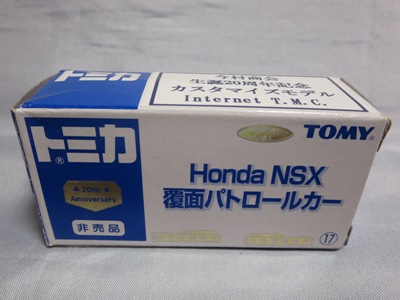 トミカ
今村商会
生誕20周年記念
カスタマイズモデル
Internet T.M.C.
トミカ
®
20th
Anniversary
非売品
TOMY
Honda NSX
覆面パトロールカー
17